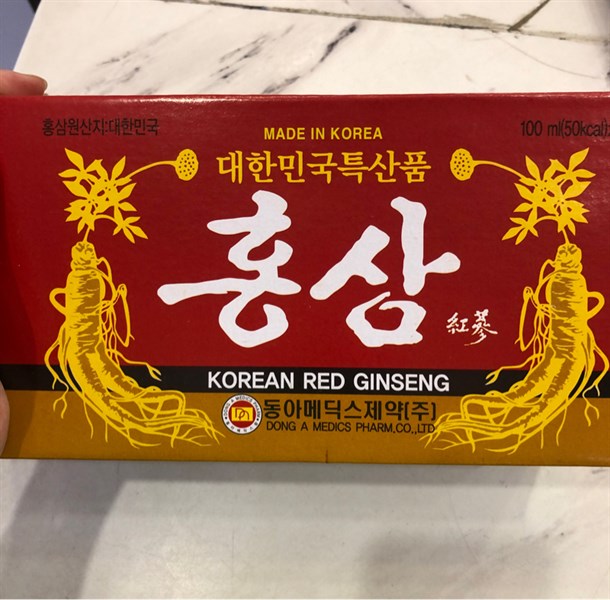 홍삼원산지:대한민국
MADE IN KOREA
100 ml(50kcal)
대한민국특산품
홍삼
紅蔘
KOREAN RED GINSENG
동아메딕스제약(주)
DONG A MEDICS PHARM.CO.,LTD